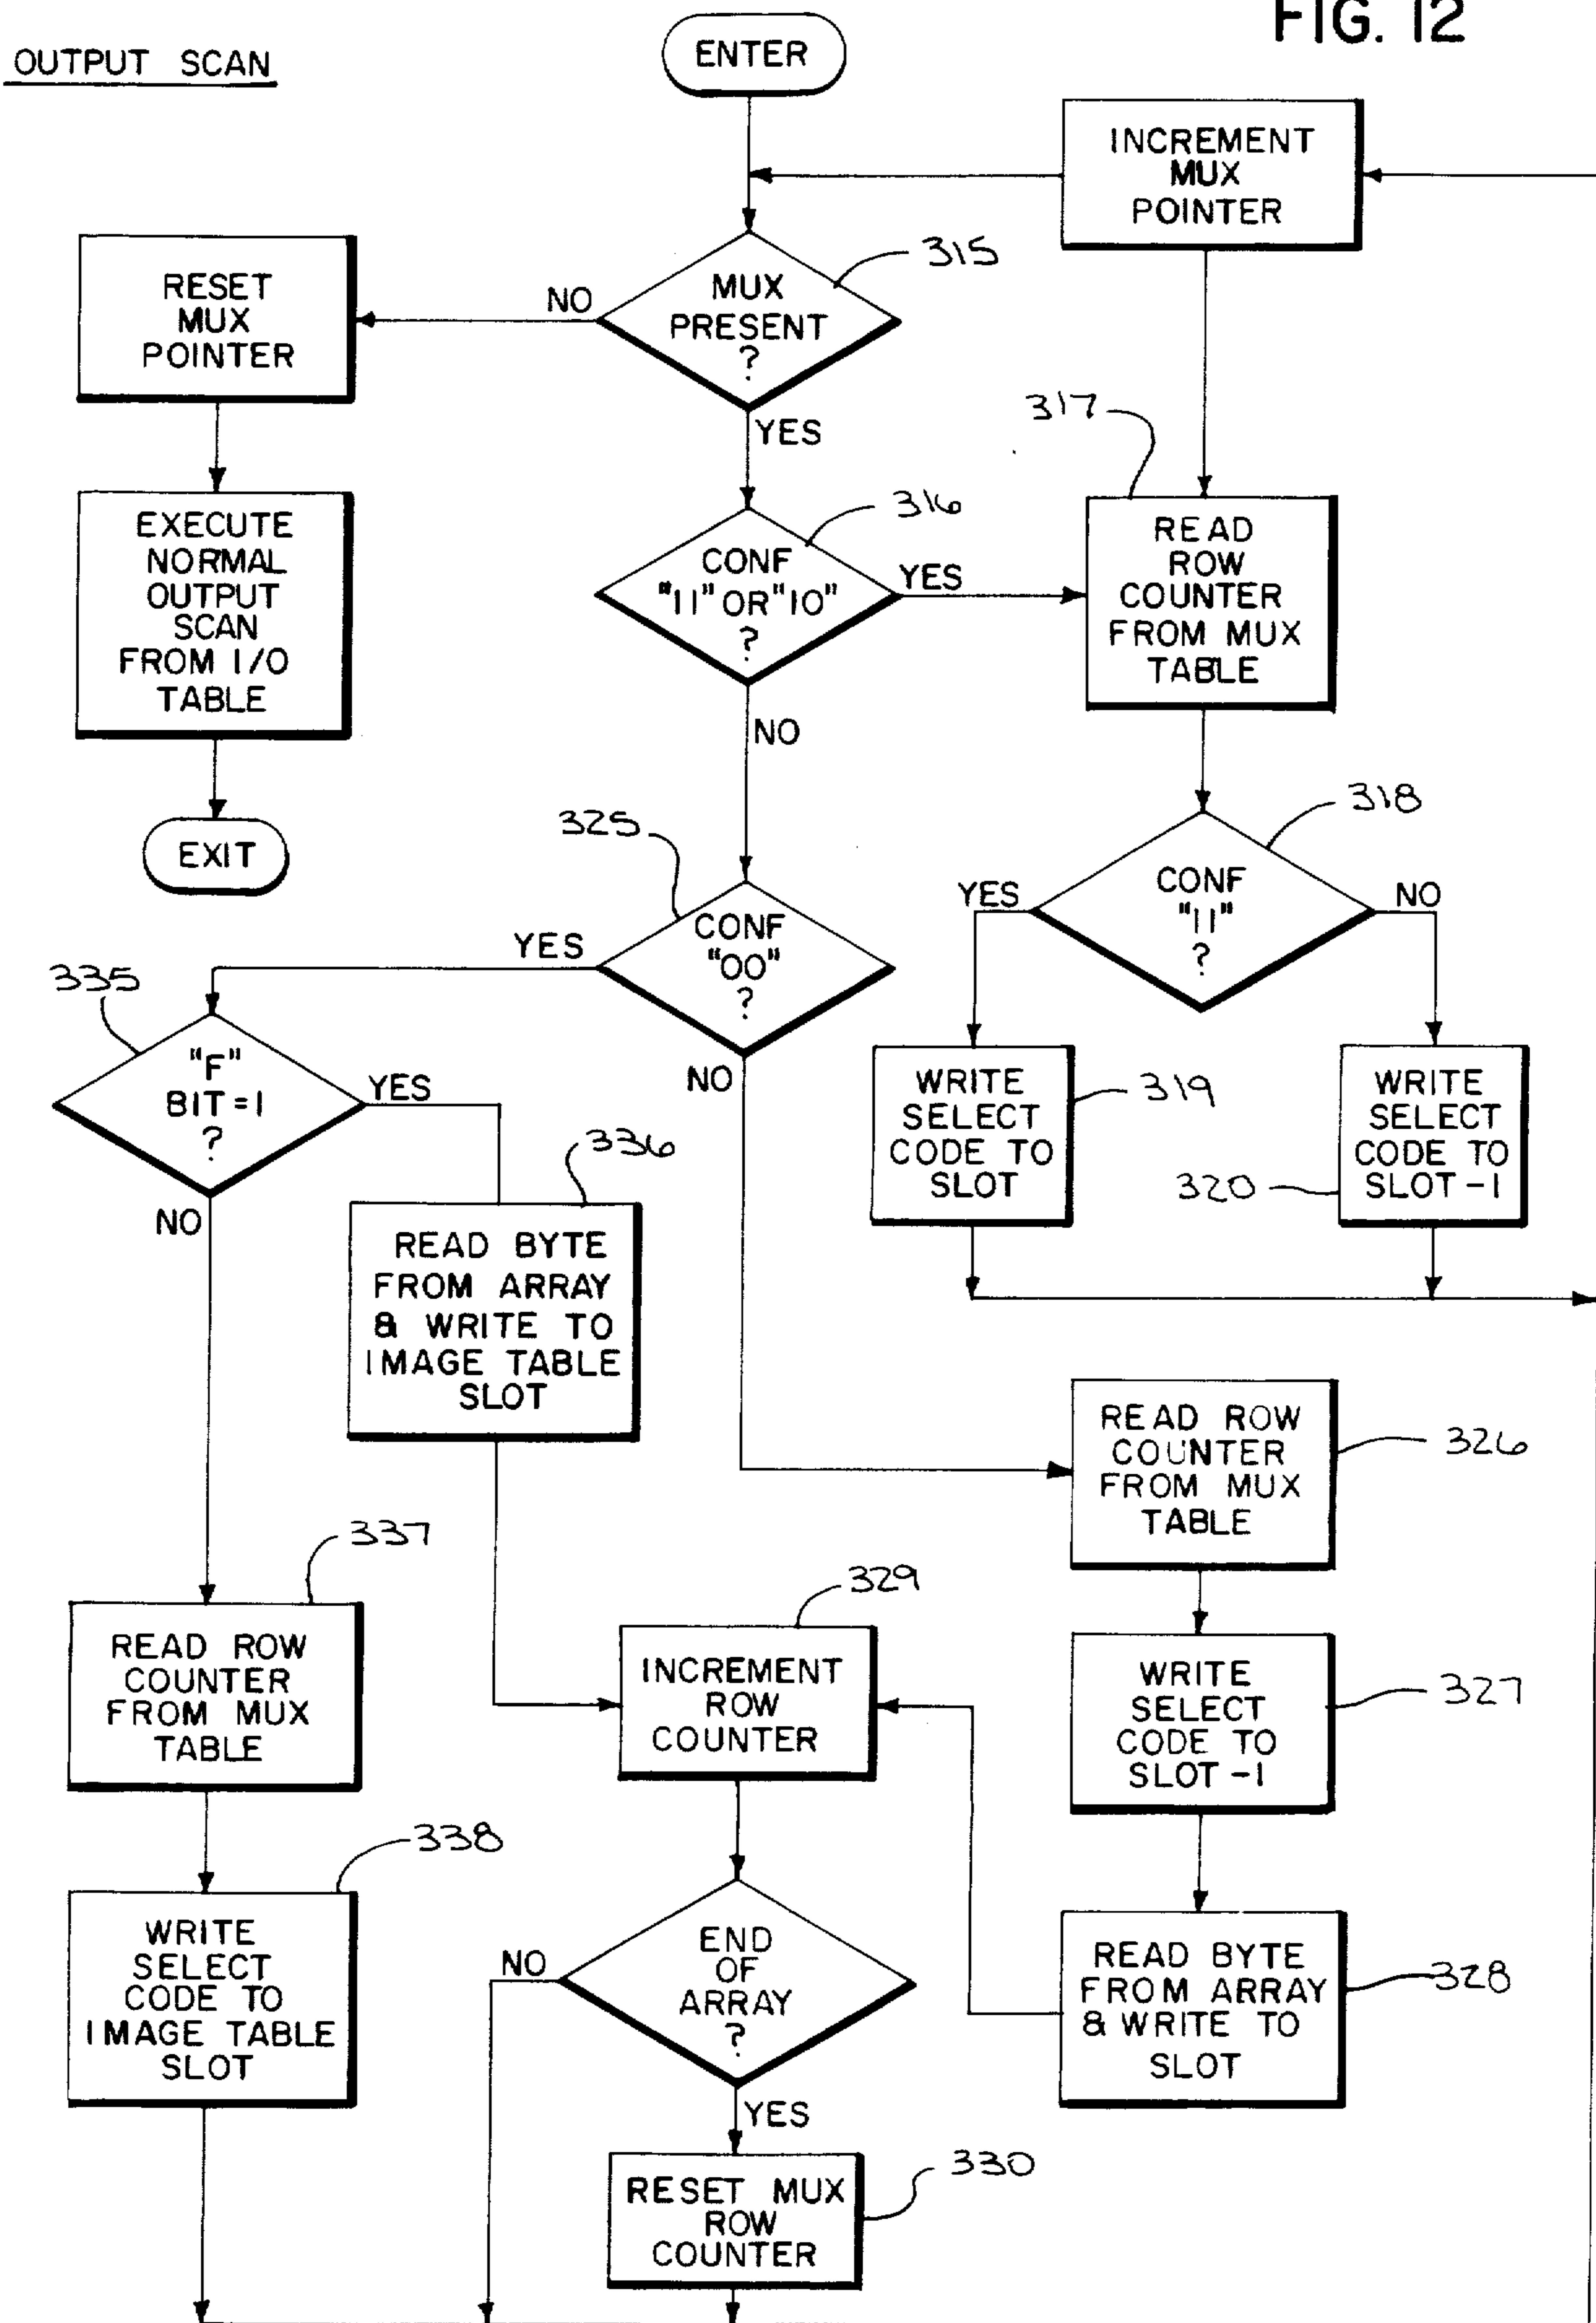 FIG. 12
OUTPUT SCAN
ENTER
INCREMENT
MUX
POINTER
315
MUX
PRESENT
?
NO
YES
RESET
MUX
POINTER
EXECUTE
NORMAL
OUTPUT
SCAN
FROM I/O
TABLE
EXIT
316
CONF
"11" OR "10"
?
YES
NO
317
READ
ROW
COUNTER
FROM MUX
TABLE
318
CONF
"11"
?
YES
NO
319
WRITE
SELECT
CODE TO
SLOT
320
WRITE
SELECT
CODE TO
SLOT -1
325
CONF
"00"
?
YES
NO
335
"F"
BIT = 1
?
YES
NO
336
READ BYTE
FROM ARRAY
& WRITE TO
IMAGE TABLE
SLOT
326
READ ROW
COUNTER
FROM MUX
TABLE
327
WRITE
SELECT
CODE TO
SLOT -1
328
READ BYTE
FROM ARRAY
& WRITE TO
SLOT
329
INCREMENT
ROW
COUNTER
337
READ ROW
COUNTER
FROM MUX
TABLE
338
WRITE
SELECT
CODE TO
IMAGE TABLE
SLOT
END
OF
ARRAY
?
NO
YES
330
RESET MUX
ROW
COUNTER